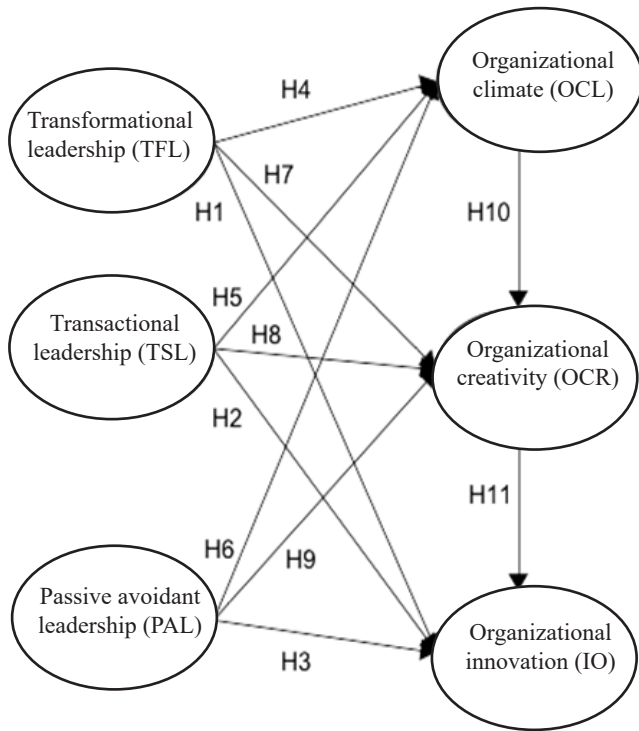 Organizational
climate (OCL)
H4
Transformational
leadership (TFL)
H7
H1
H10
H5
Transactional
leadership (TSL)
H8
Organizational
creativity (OCR)
H2
H11
H6
H9
Passive avoidant
leadership (PAL)
Organizational
innovation (IO)
H3